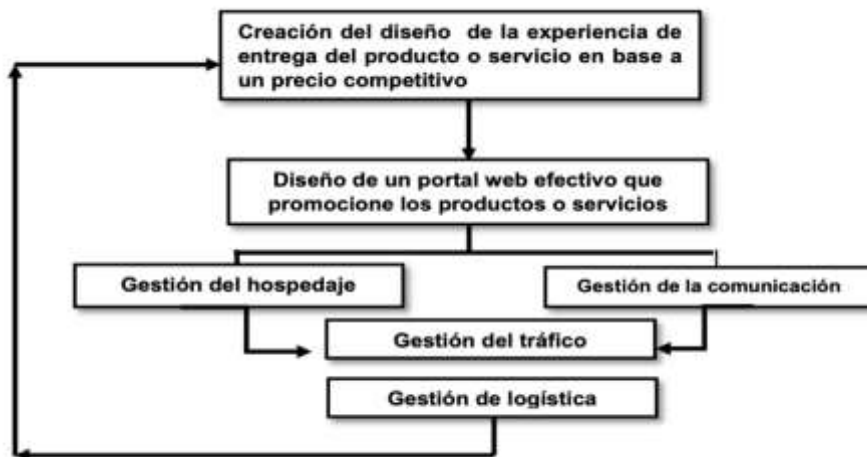 Creación del diseño de la experiencia de
entrega del producto o servicio en base a
un precio competitivo
Diseño de un portal web efectivo que
promocione los productos o servicios
Gestión del hospedaje
Gestión de la comunicación
Gestión del tráfico
Gestión de logística